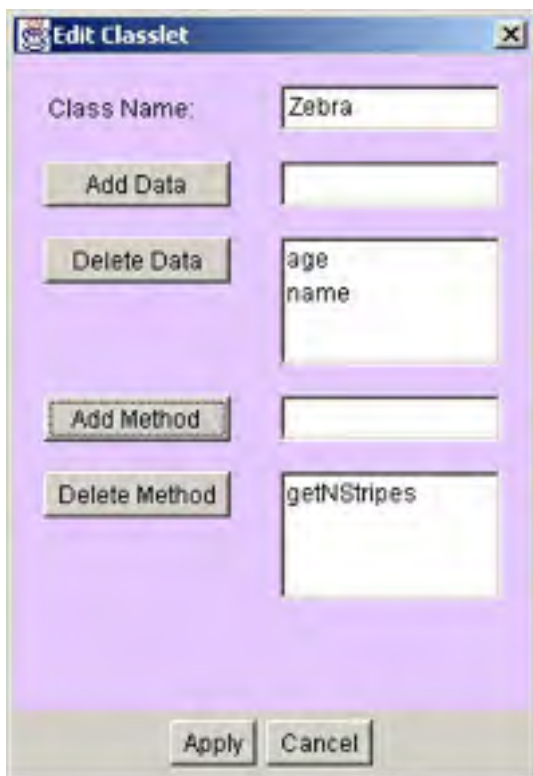 Edit Classlet
Class Name:
Zebra
Add Data
Delete Data
age
name
Add Method
Delete Method
getNStripes
Apply
Cancel